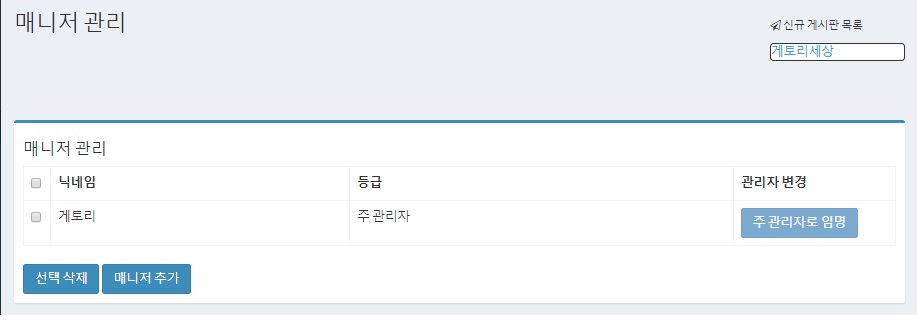 매니저 관리
신규 게시판 목록
게토리세상
매니저 관리
닉네임 등급 관리자 변경
게토리 주 관리자 주 관리자로 임명
선택 삭제 매니저 추가